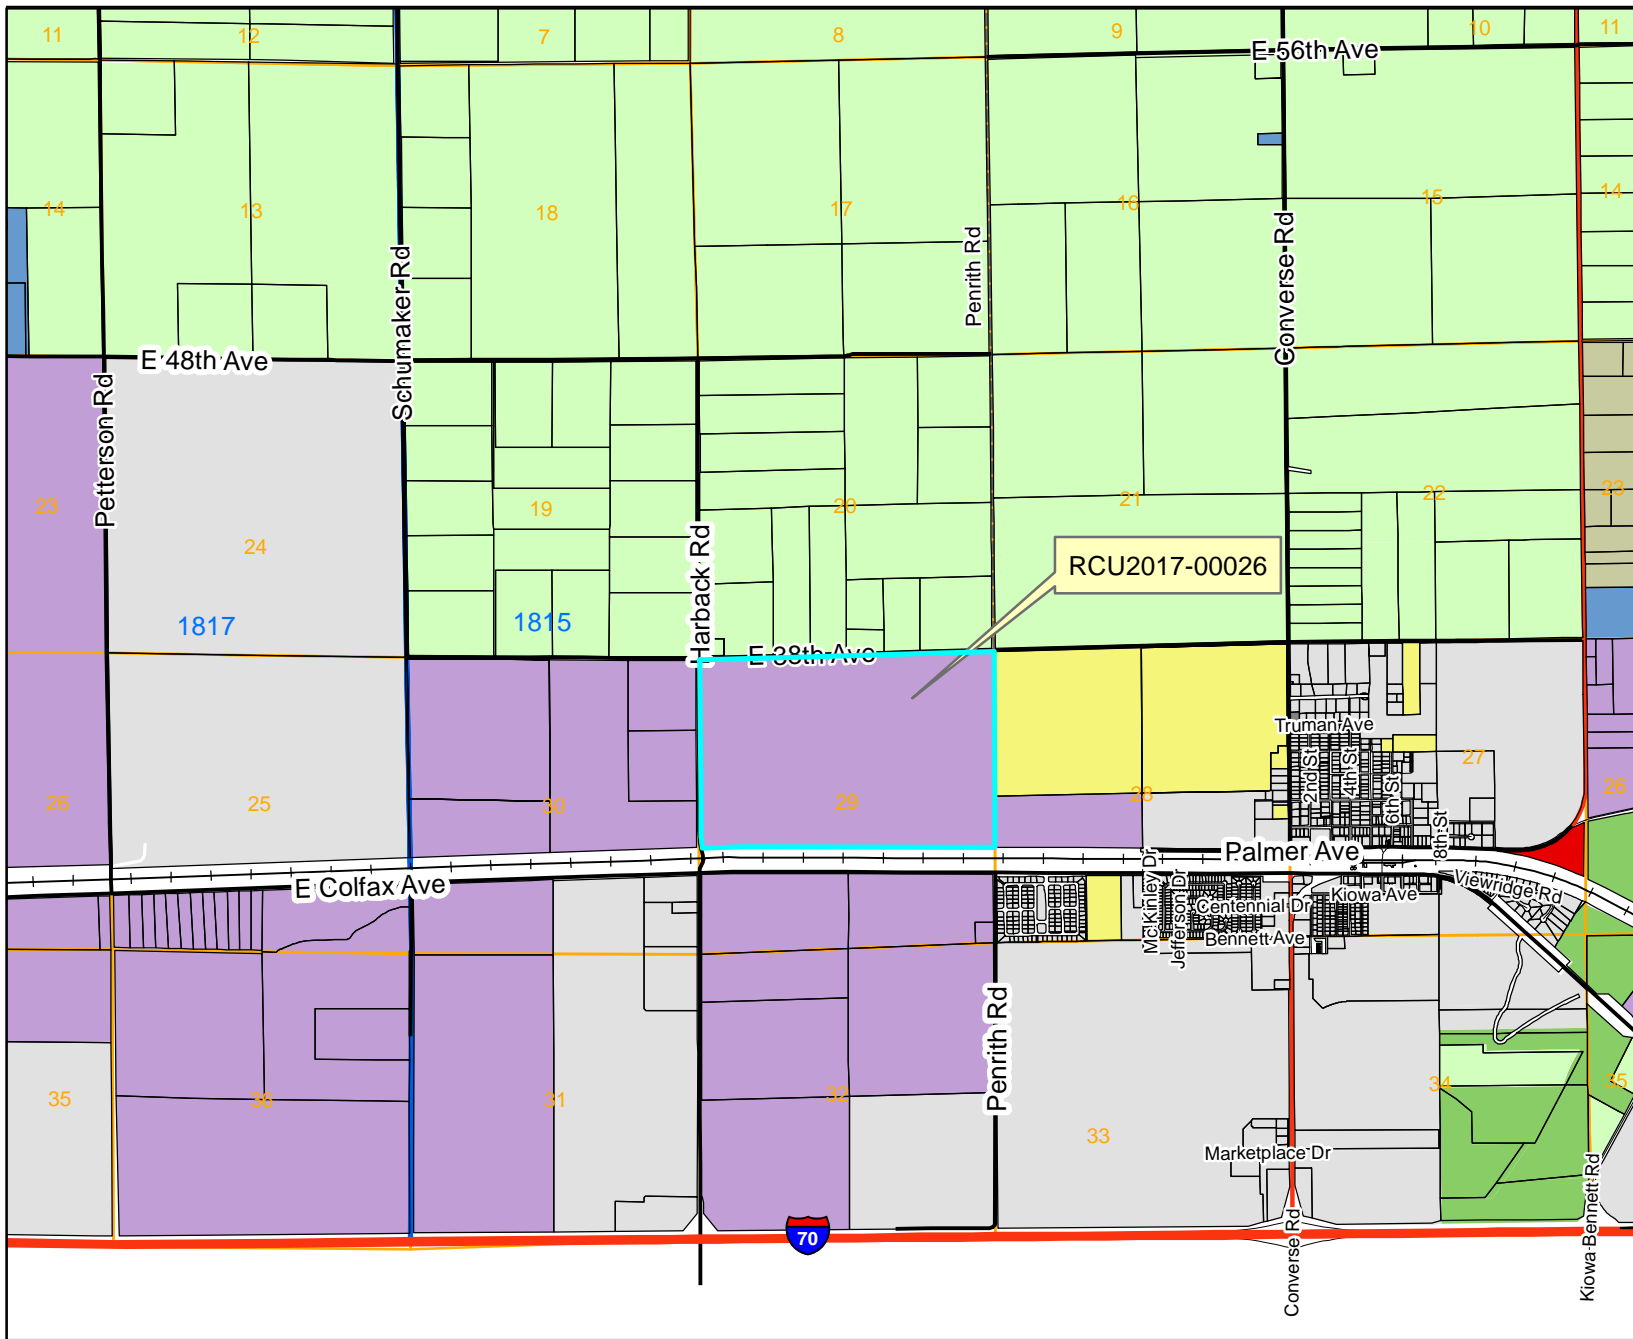 11
12
7
8
9
10
11
E 56th Ave
14
13
18
17
16
15
14
Schumaker Rd
Penrith Rd
Converse Rd
E 48th Ave
Petterson Rd
23
24
19
20
21
22
23
Harback Rd
RCU2017-00026
1817
1815
E 38th Ave
Truman Ave
2nd St
4th St
6th St
8th St
27
26
25
30
29
28
26
Palmer Ave
E Colfax Ave
McKinley Dr
Jefferson Dr
Centennial Dr
Kiowa Ave
Viewridge Rd
Bennett Ave
Penrith Rd
35
36
31
32
33
34
35
Marketplace Dr
Converse Rd
Kiowa-Bennett Rd
70